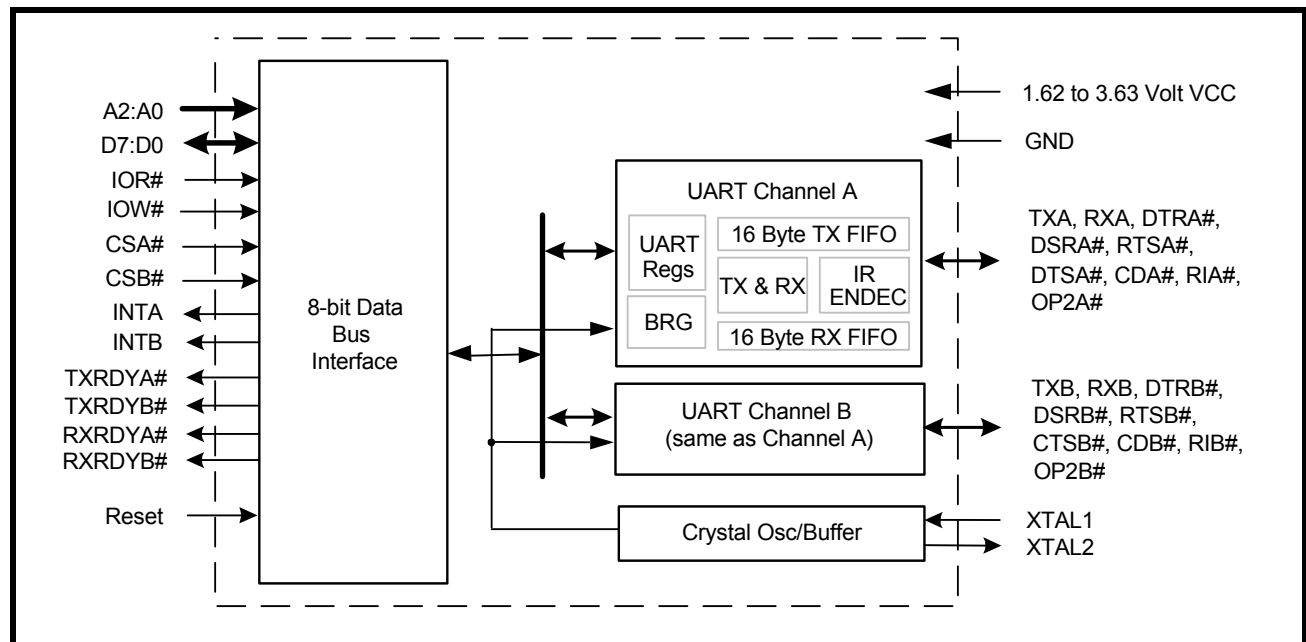 A2:A0
D7:D0
IOR#
IOW#
CSA#
CSB#
INTA
INTB
TXRDYA#
TXRDYB#
RXRDYA#
RXRDYB#
Reset
8-bit Data
Bus
Interface
UART Channel A
UART
Regs
BRG
16 Byte TX FIFO
TX & RX
IR
ENDEC
16 Byte RX FIFO
UART Channel B
(same as Channel A)
Crystal Osc/Buffer
1.62 to 3.63 Volt VCC
GND
TXA, RXA, DTRA#,
DSRA#, RTSA#,
DTSA#, CDA#, RIA#,
OP2A#
TXB, RXB, DTRB#,
DSRB#, RTSB#,
CTSB#, CDB#, RIB#,
OP2B#
XTAL1
XTAL2